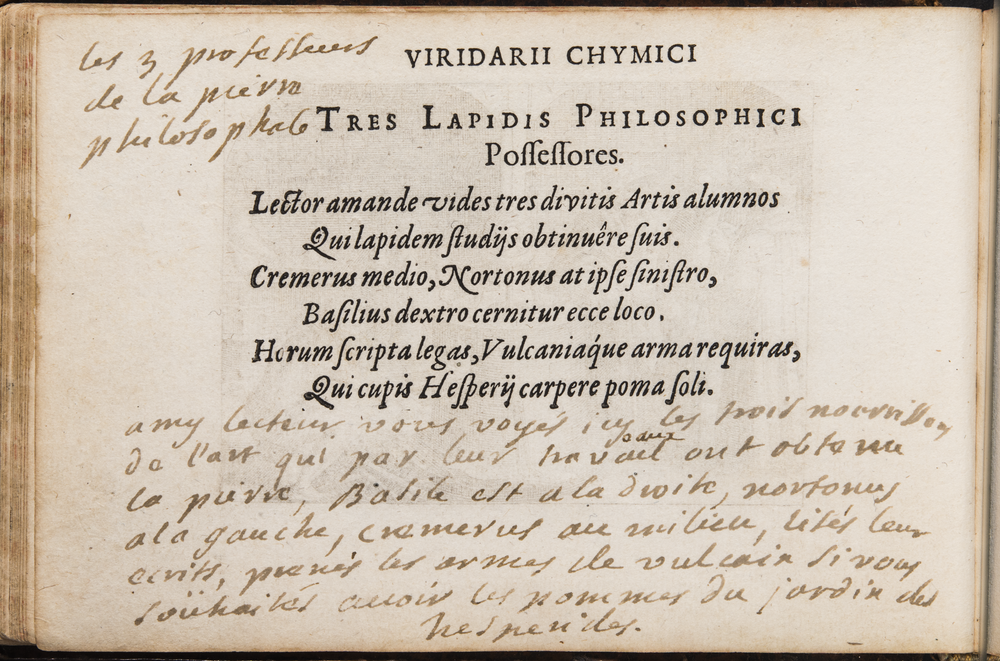 les 3 professeurs
de la pierre
philosophale
VIRIDARII CHYMICI
TRES LAPIDIS PHILOSOPHICI
Poſſeſſores.
Lector amande vides tres divitis Artis alumnos
Qui lapidem ſtudijs obtinuêre ſuis.
Cremerus medio, Nortonus at ipſe ſiniſtro,
Baſilius dextro cernitur ecce loco.
Horum ſcripta legas, Vulcaniáque arma requiras,
Qui cupis Heſperij carpere poma ſoli.
amy lecteur vous voyés icy les trois nourrissons
de l'art qui par leur travaux ont obtenu
la pierre, Basile est a la droite, nortonus
a la gauche, cremerus au milieu, lisés leur
ecrits, prenés les armes de vulcain si vous
soühaités avoir les pommes du jardin des
hesperides.